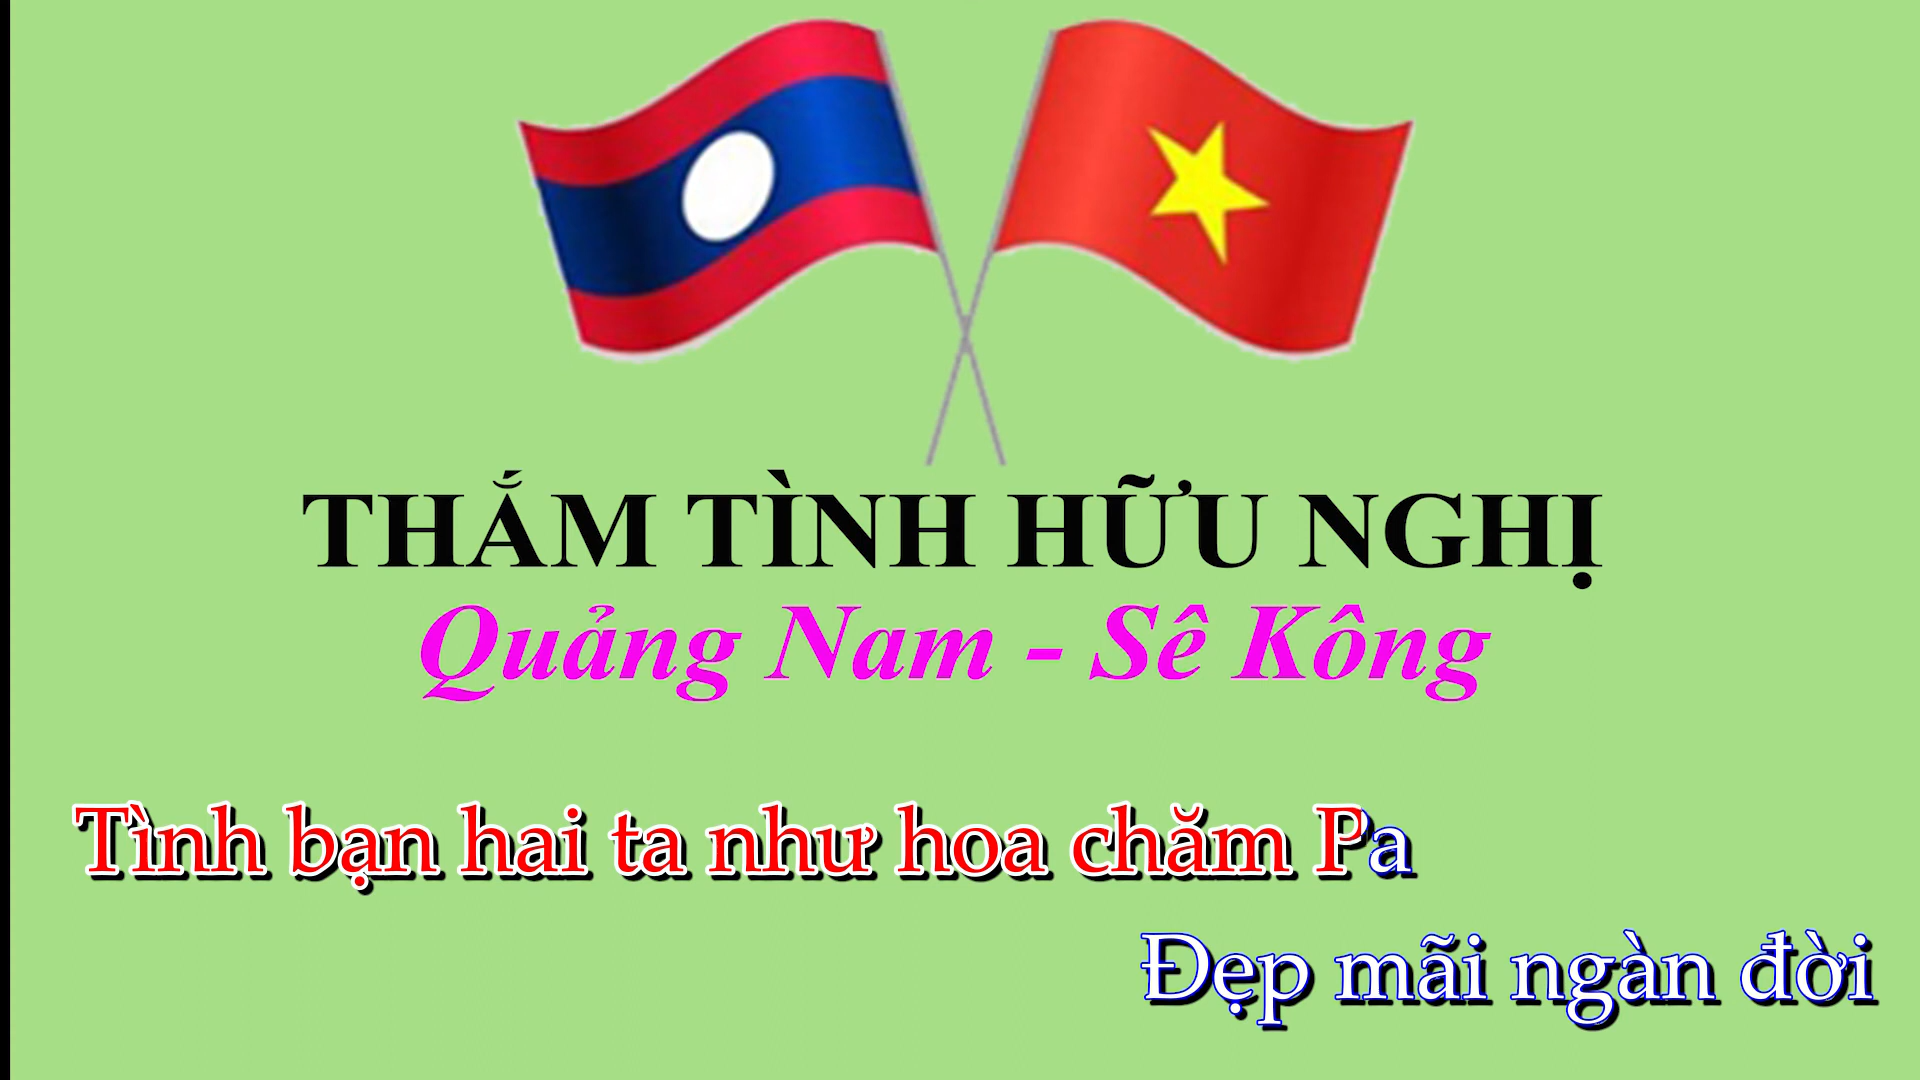 THẮM TÌNH HỮU NGHỊ
Quảng Nam - Sê Kông
Tình bạn hai ta như hoa chăm Pa
Đẹp mãi ngàn đời